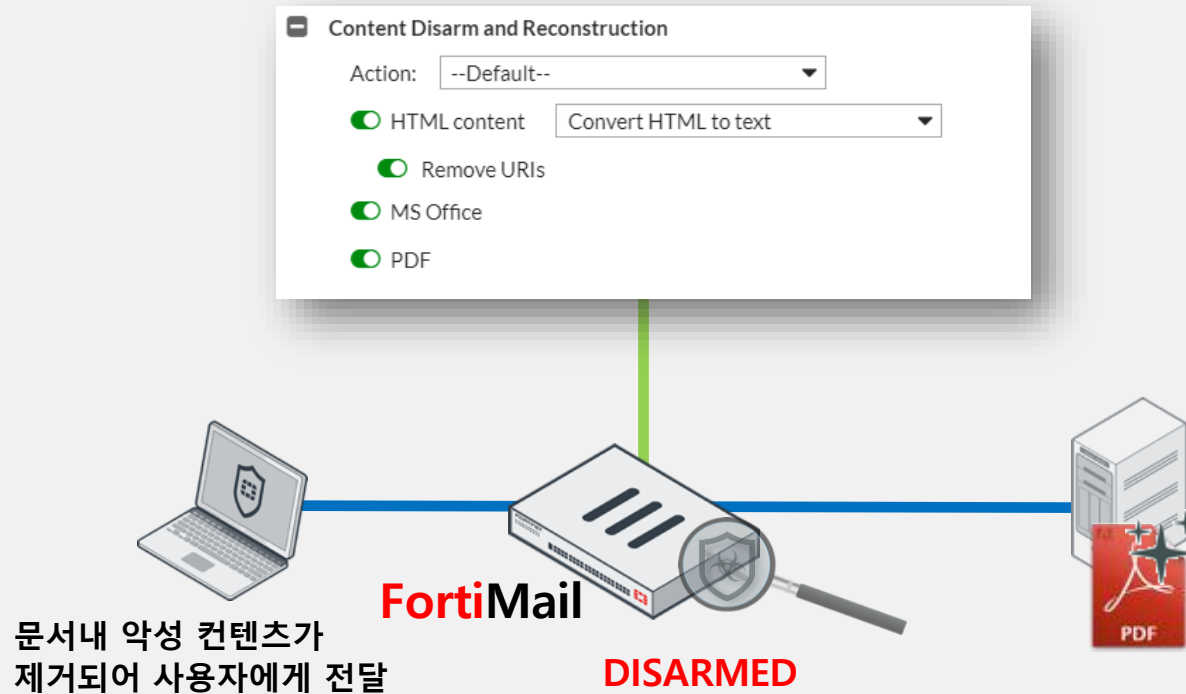 Content Disarm and Reconstruction
Action: --Default--
HTML content Convert HTML to text
Remove URIs
MS Office
PDF
FortiMail
문서내 악성 컨텐츠가
제거되어 사용자에게 전달
DISARMED
PDF